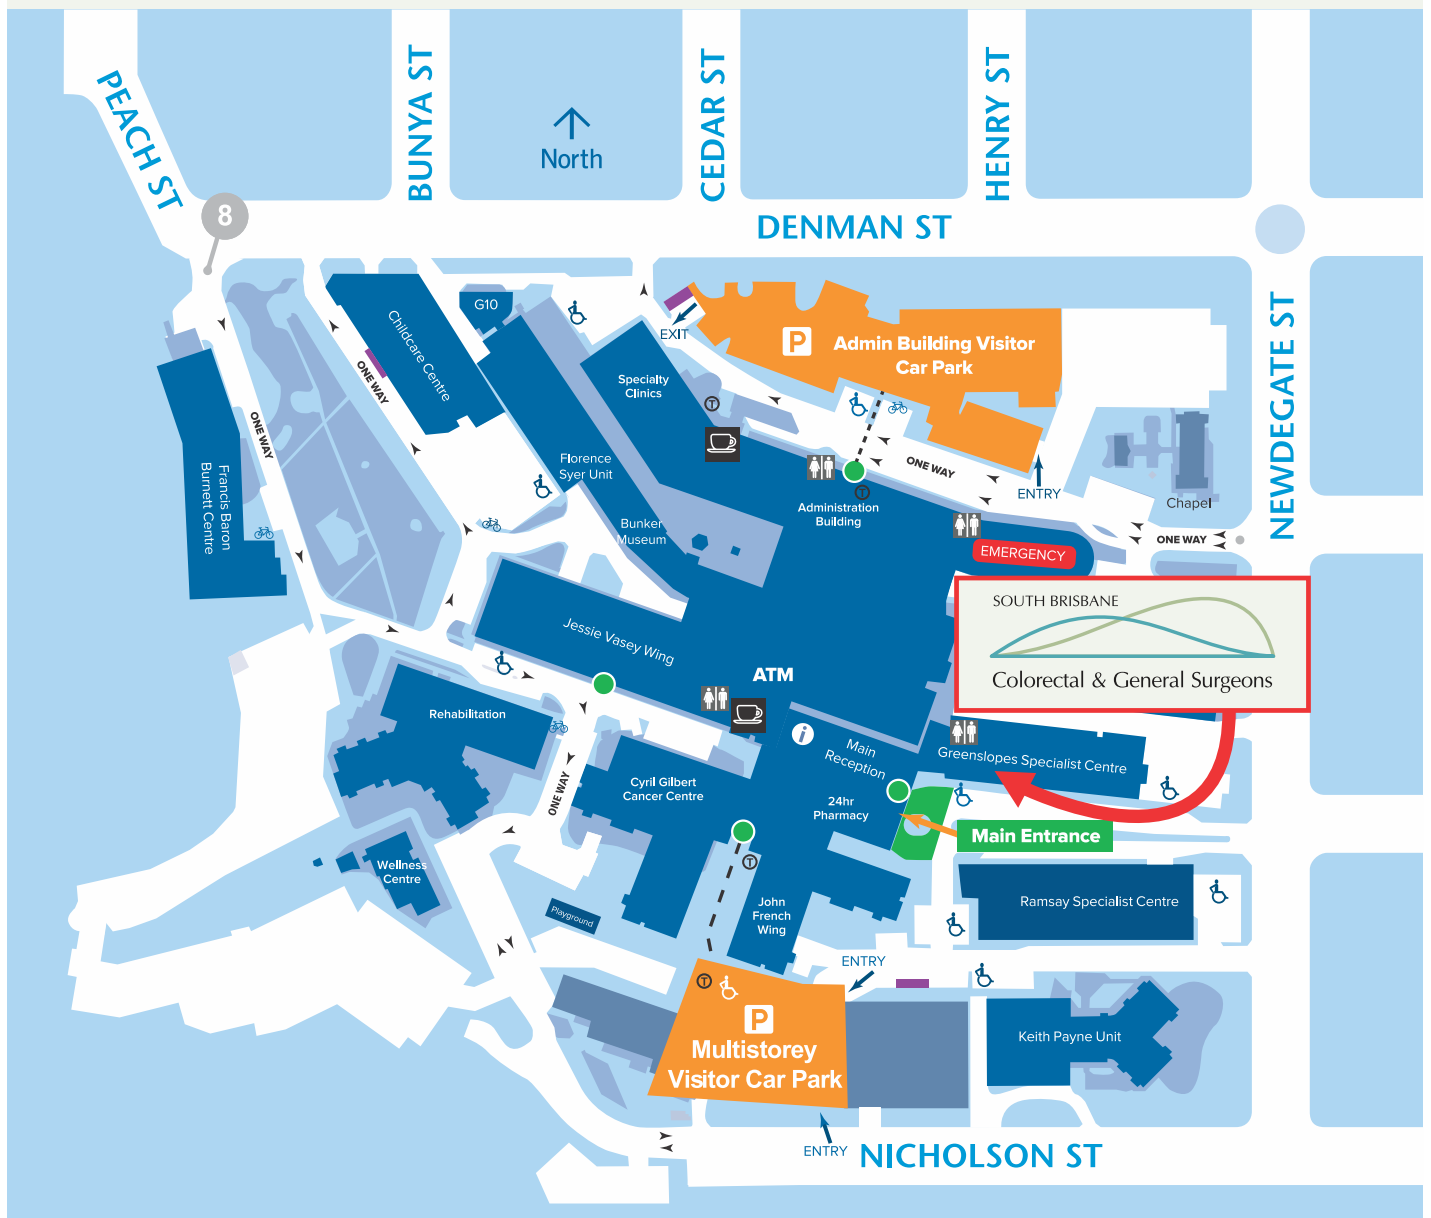 PEACH ST
BUNYA ST
CEDAR ST
HENRY ST
North
8
DENMAN ST
NEWDEGATE ST
G10
Childcare Centre
ONE WAY
EXIT
P
Admin Building Visitor
Car Park
Specialty
Clinics
T
ONE WAY
Francis Baron
Burnett Centre
Florence
Syer Unit
ONE WAY
ENTRY
Chapel
T
Administration
Building
Bunker
Museum
EMERGENCY
ONE WAY
SOUTH BRISBANE
Colorectal & General Surgeons
Jessie Vasey Wing
ATM
Rehabilitation
i
Main
Reception
Greenslopes Specialist Centre
ONE WAY
Cyril Gilbert
Cancer Centre
24hr
Pharmacy
Main Entrance
Wellness
Centre
T
Playground
John
French
Wing
Ramsay Specialist Centre
ENTRY
T
P
Multistorey
Visitor Car Park
Keith Payne Unit
ENTRY
NICHOLSON ST